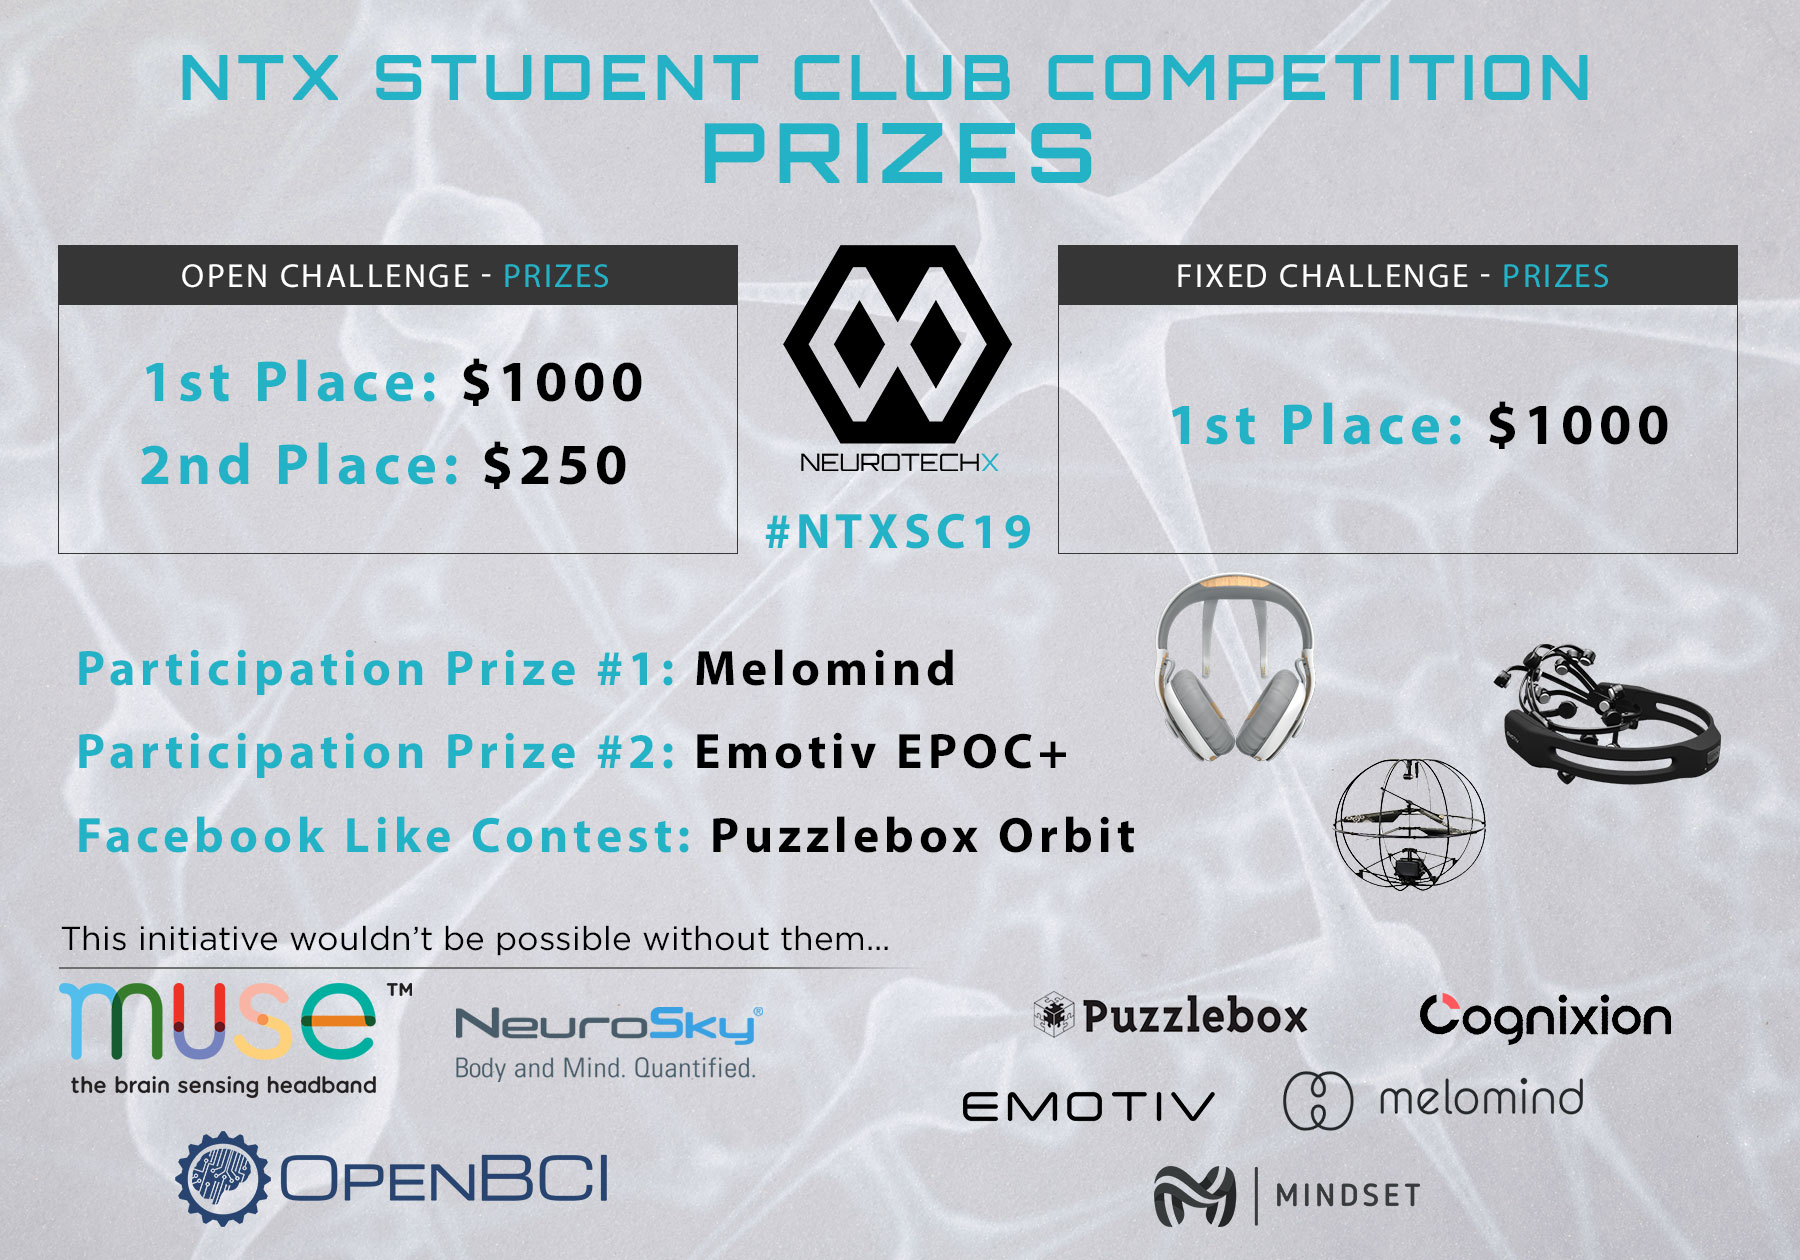 NTX STUDENT CLUB COMPETITION
PRIZES
OPEN CHALLENGE - PRIZES
1st Place: $1000
2nd Place: $250
NEUROTECHX
#NTXSC19
FIXED CHALLENGE - PRIZES
1st Place: $1000
Participation Prize #1: Melomind
Participation Prize #2: Emotiv EPOC+
Facebook Like Contest: Puzzlebox Orbit
This initiative wouldn't be possible without them...
muse™
the brain sensing headband
NeuroSky®
Body and Mind. Quantified.
OPENBCI
Puzzlebox
Cognixion
EMOTIV
melomind
MINDSET